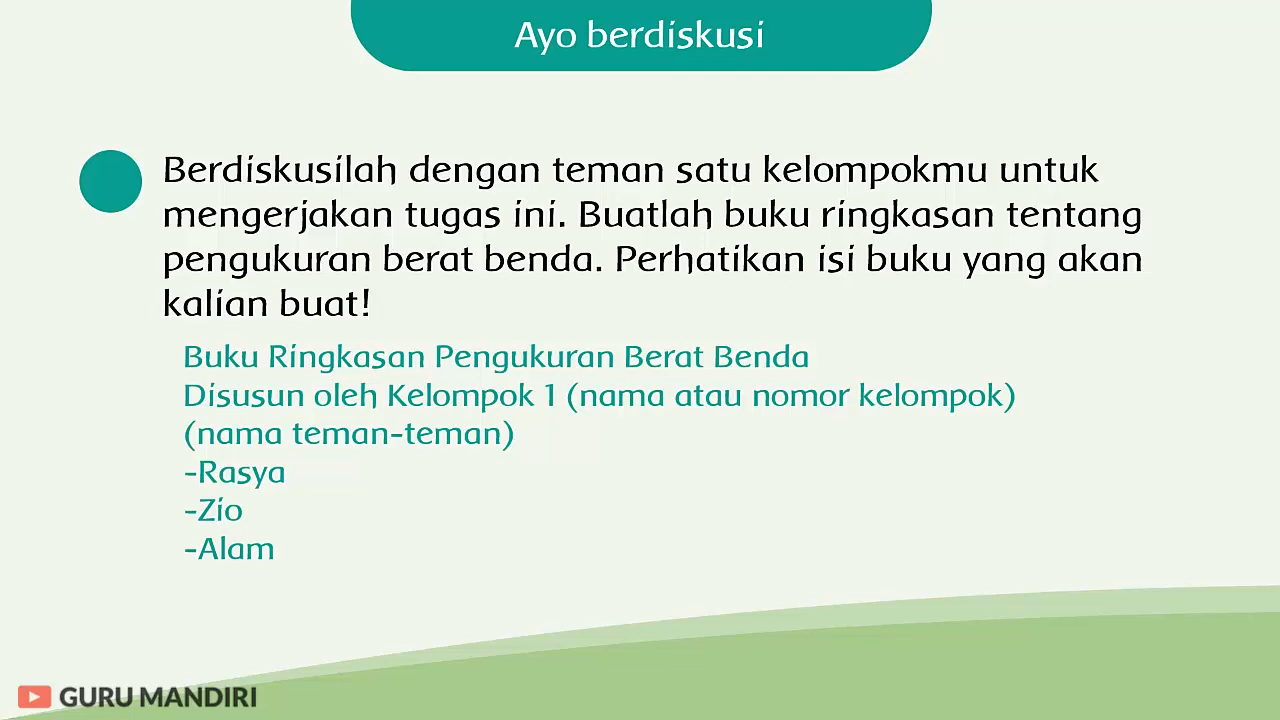 Ayo berdiskusi
Berdiskusilah dengan teman satu kelompokmu untuk
mengerjakan tugas ini. Buatlah buku ringkasan tentang
pengukuran berat benda. Perhatikan isi buku yang akan
kalian buat!
Buku Ringkasan Pengukuran Berat Benda
Disusun oleh Kelompok 1 (nama atau nomor kelompok)
(nama teman-teman)
-Rasya
-Zio
-Alam
GURU MANDIRI